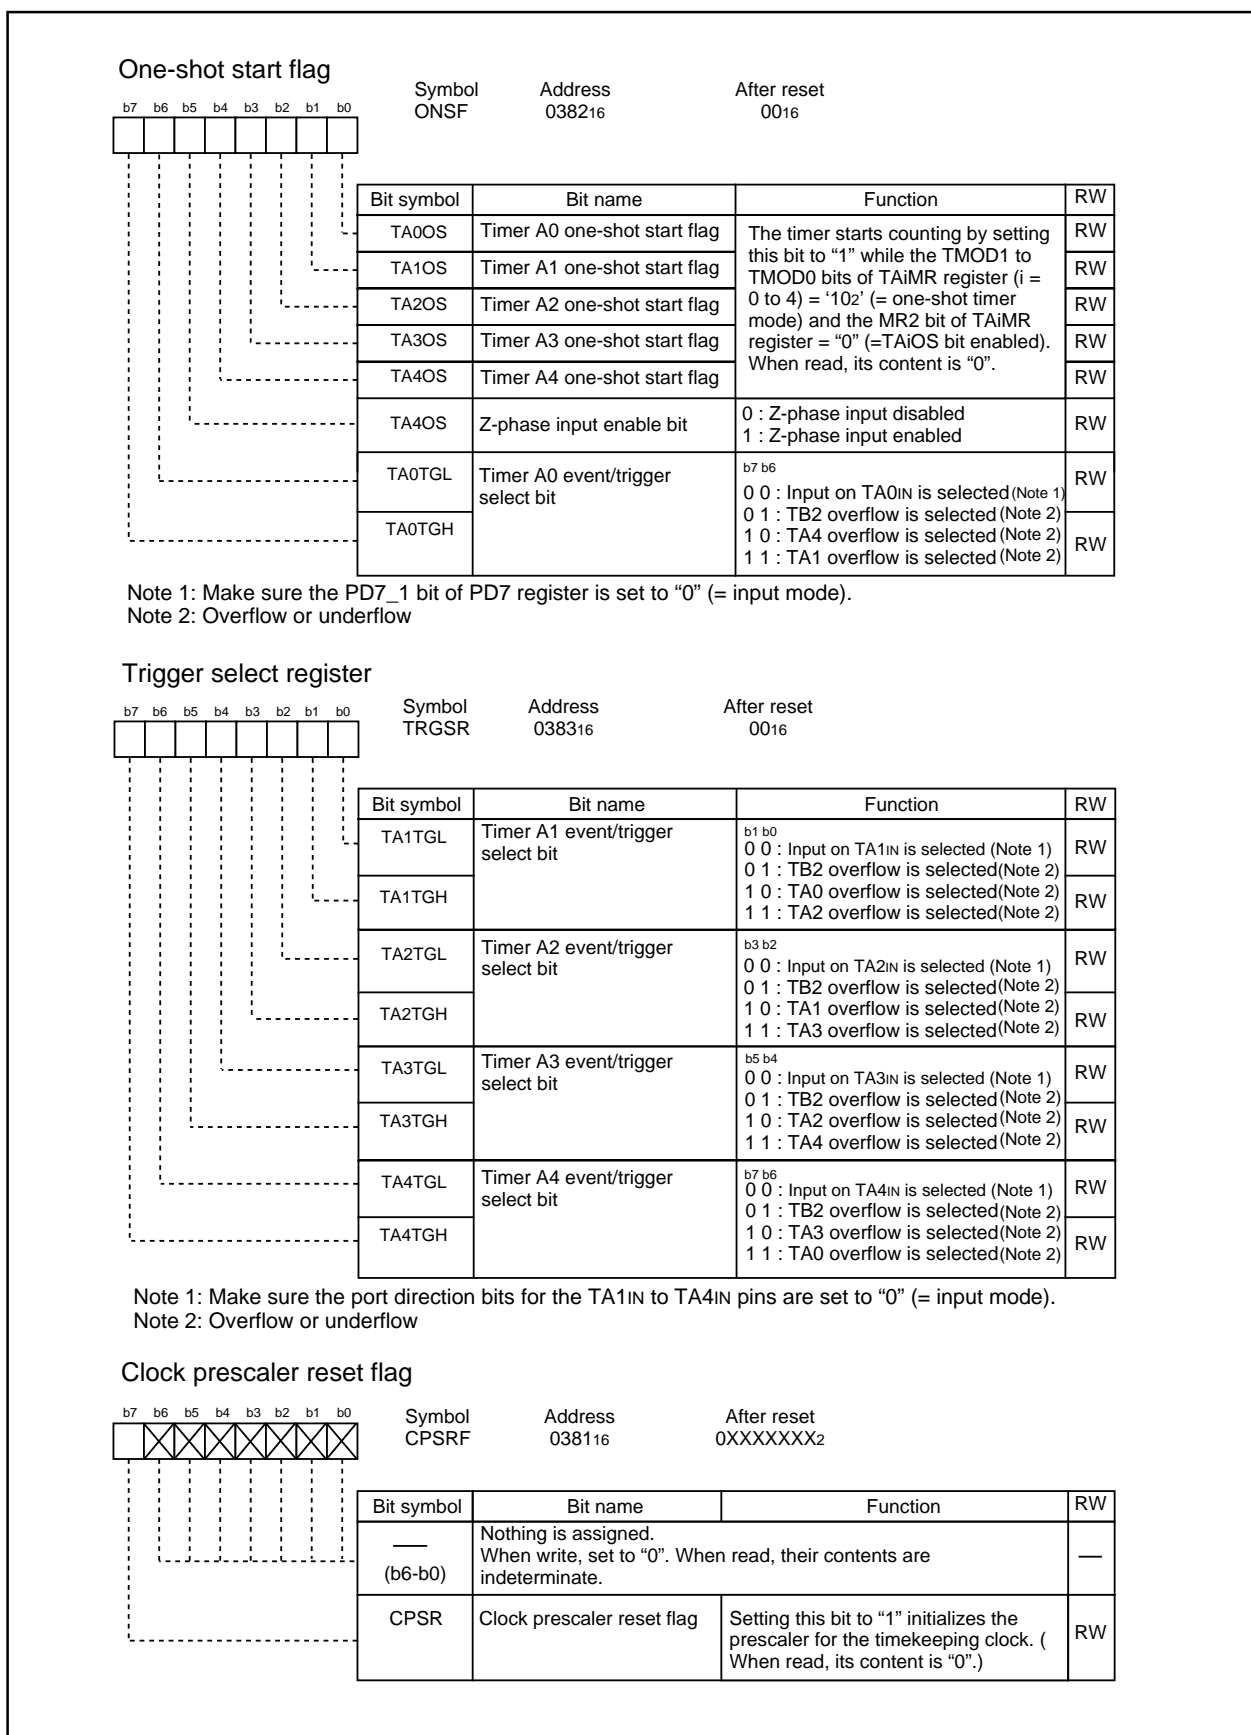 One-shot start flag
Symbol Address After reset
ONSF 038216 0016
b7 b6 b5 b4 b3 b2 b1 b0
Bit symbol Bit name Function RW
TA0OS Timer A0 one-shot start flag RW
TA1OS Timer A1 one-shot start flag RW
TA2OS Timer A2 one-shot start flag RW
TA3OS Timer A3 one-shot start flag RW
TA4OS Timer A4 one-shot start flag RW
The timer starts counting by setting
this bit to “1” while the TMOD1 to
TMOD0 bits of TAiMR register (i =
0 to 4) = ‘102’ (= one-shot timer
mode) and the MR2 bit of TAiMR
register = “0” (=TAiOS bit enabled).
When read, its content is “0”.
TA4OS Z-phase input enable bit RW
0 : Z-phase input disabled
1 : Z-phase input enabled
TA0TGL Timer A0 event/trigger RW
select bit
TA0TGH RW
b7 b6
0 0 : Input on TA0IN is selected (Note 1)
0 1 : TB2 overflow is selected (Note 2)
1 0 : TA4 overflow is selected (Note 2)
1 1 : TA1 overflow is selected (Note 2)
Note 1: Make sure the PD7_1 bit of PD7 register is set to “0” (= input mode).
Note 2: Overflow or underflow
Trigger select register
Symbol Address After reset
TRGSR 038316 0016
b7 b6 b5 b4 b3 b2 b1 b0
Bit symbol Bit name Function RW
TA1TGL Timer A1 event/trigger RW
select bit
TA1TGH RW
b1 b0
0 0 : Input on TA1IN is selected (Note 1)
0 1 : TB2 overflow is selected (Note 2)
1 0 : TA0 overflow is selected (Note 2)
1 1 : TA2 overflow is selected (Note 2)
TA2TGL Timer A2 event/trigger RW
select bit
TA2TGH RW
b3 b2
0 0 : Input on TA2IN is selected (Note 1)
0 1 : TB2 overflow is selected (Note 2)
1 0 : TA1 overflow is selected (Note 2)
1 1 : TA3 overflow is selected (Note 2)
TA3TGL Timer A3 event/trigger RW
select bit
TA3TGH RW
b5 b4
0 0 : Input on TA3IN is selected (Note 1)
0 1 : TB2 overflow is selected (Note 2)
1 0 : TA2 overflow is selected (Note 2)
1 1 : TA4 overflow is selected (Note 2)
TA4TGL Timer A4 event/trigger RW
select bit
TA4TGH RW
b7 b6
0 0 : Input on TA4IN is selected (Note 1)
0 1 : TB2 overflow is selected (Note 2)
1 0 : TA3 overflow is selected (Note 2)
1 1 : TA0 overflow is selected (Note 2)
Note 1: Make sure the port direction bits for the TA1IN to TA4IN pins are set to “0” (= input mode).
Note 2: Overflow or underflow
Clock prescaler reset flag
Symbol Address After reset
CPSRF 038116 0XXXXXXX2
b7 b6 b5 b4 b3 b2 b1 b0
Bit symbol Bit name Function RW
— (b6-b0)
Nothing is assigned.
When write, set to “0”. When read, their contents are
indeterminate.
—
CPSR Clock prescaler reset flag RW
Setting this bit to “1” initializes the
prescaler for the timekeeping clock. (
When read, its content is “0”.)